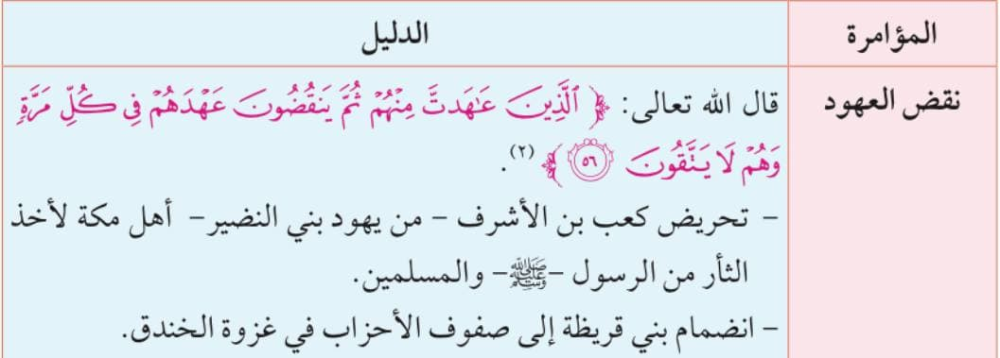 المؤامرة
الدليل
نقض العهود
قال الله تعالى: ﴿ ٱلَّذِينَ عَٰهَدتَّ مِنۡهُمۡ ثُمَّ يَنقُضُونَ عَهۡدَهُمۡ فِي كُلِّ مَرَّةٖ
وَهُمۡ لَا يَتَّقُونَ ٥٦ ﴾ (٢).
- تحريض كعب بن الأشرف - من يهود بني النضير- أهل مكة لأخذ
الثأر من الرسول -ﷺ- والمسلمين.
- انضمام بني قريظة إلى صفوف الأحزاب في غزوة الخندق.